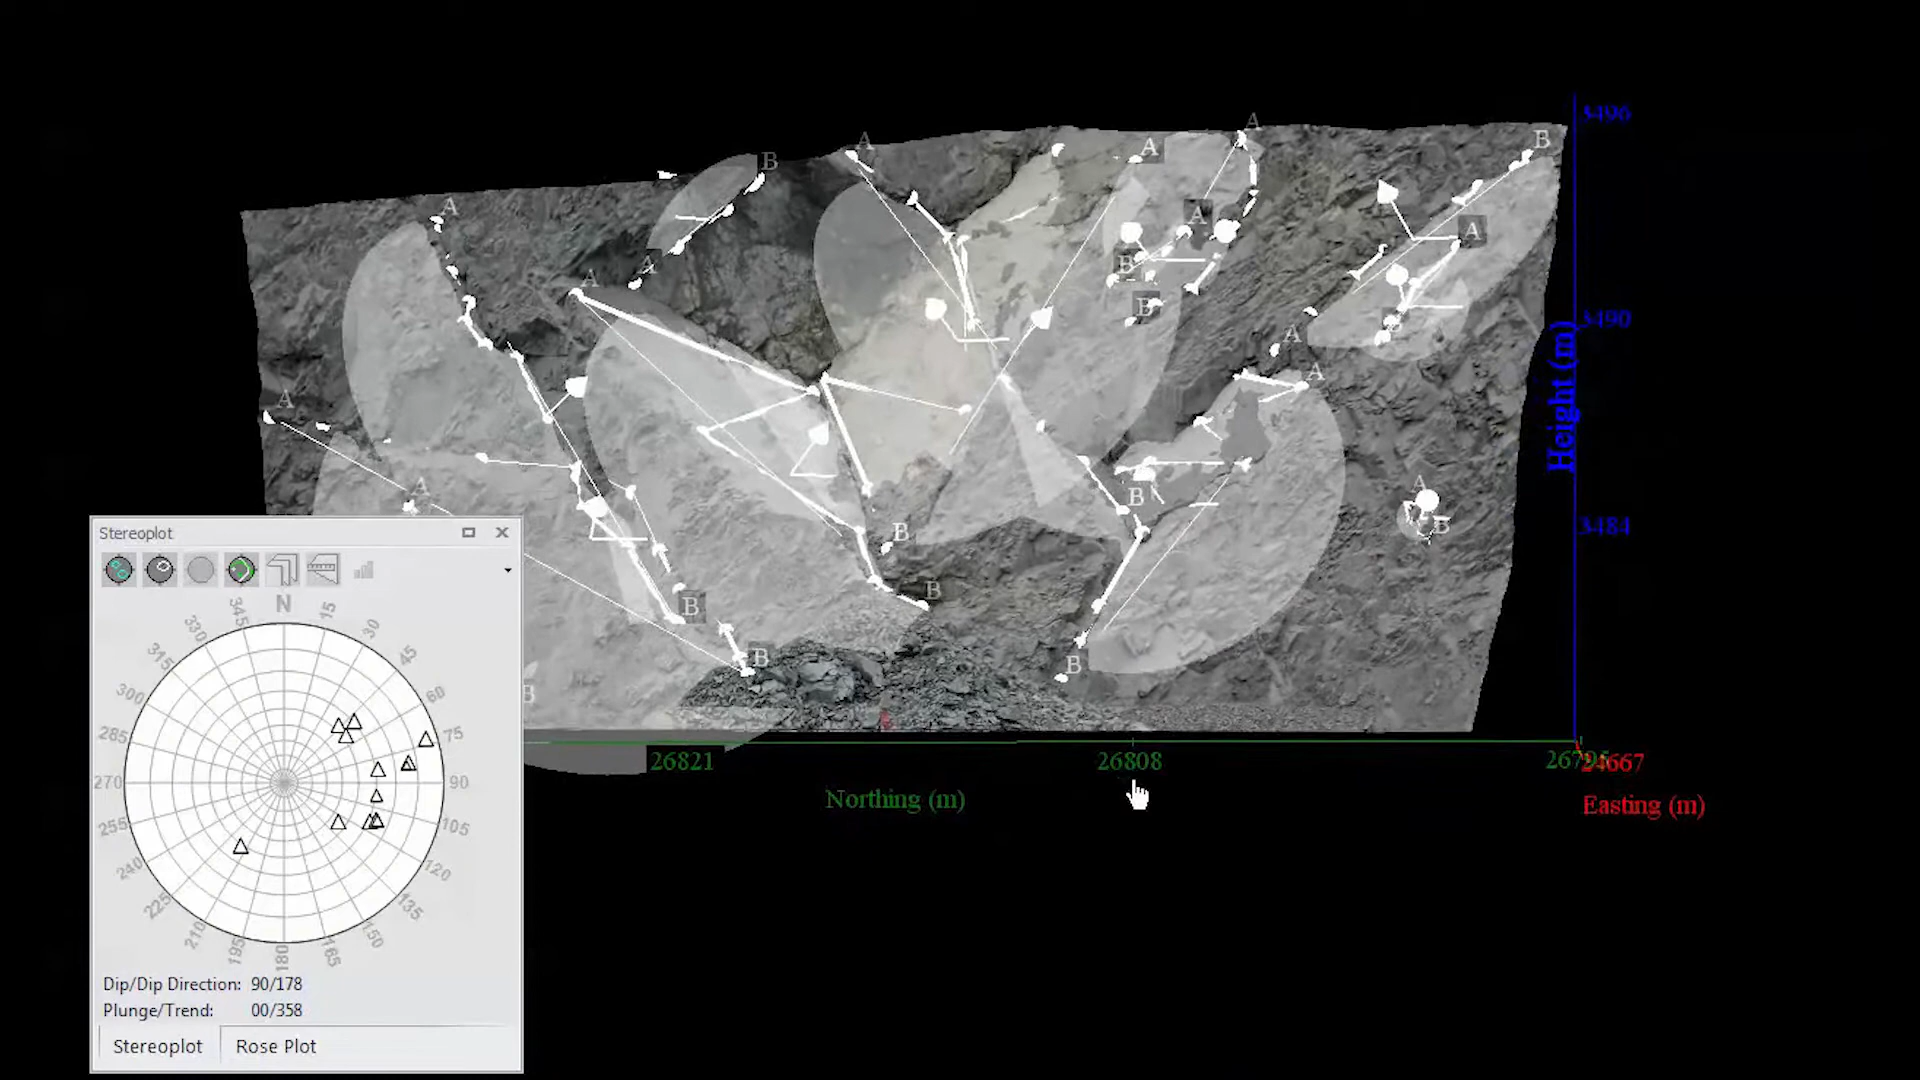 A
3496
A
B
A
B
A
A
A
B
A
A
B
B
3490
B
A
A
A
A
A
B
B
3484
B
B
B
B
B
B
Height (m)
26821
26808
24667
Northing (m)
Easting (m)
Stereoplot
N
15
30
45
60
75
90
105
120
135
150
165
180
195
210
225
240
255
270
285
300
315
330
345
Dip/Dip Direction: 90/178
Plunge/Trend: 00/358
Stereoplot
Rose Plot